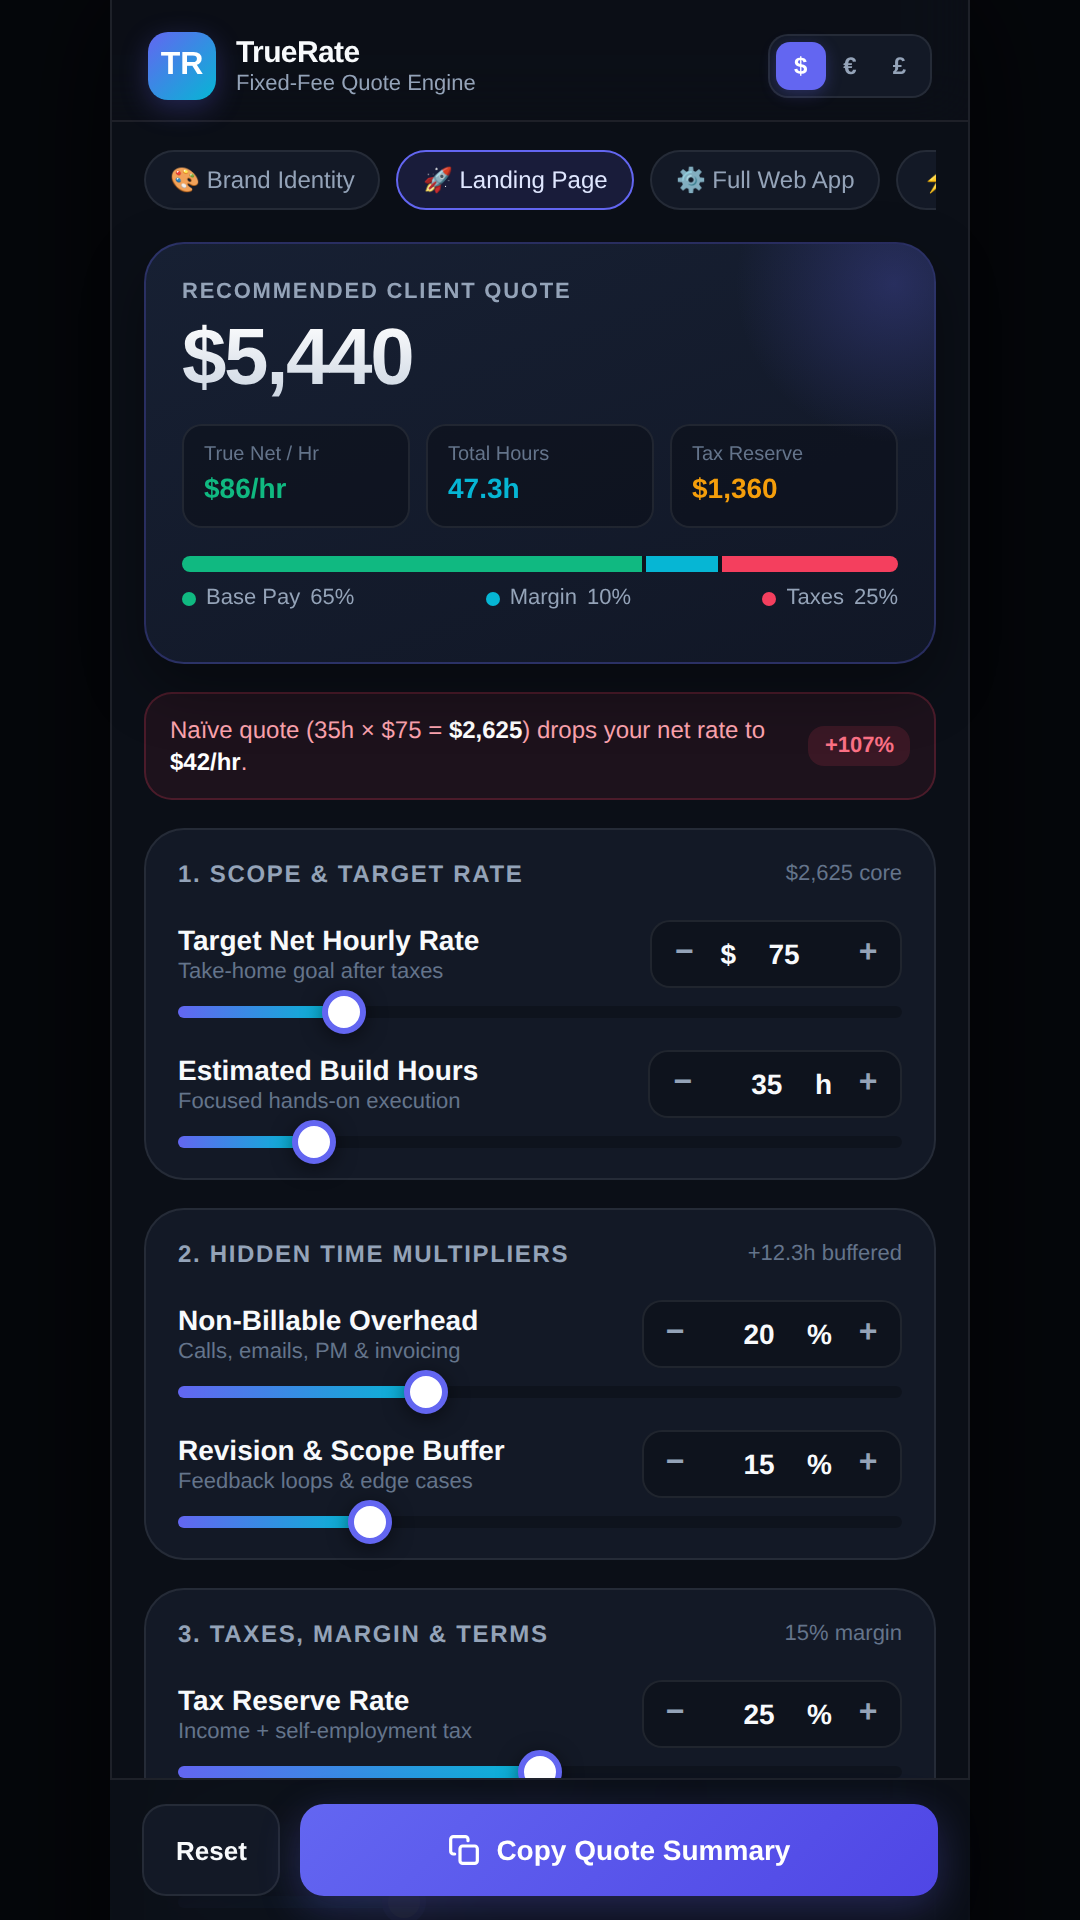 TR
TrueRate
Fixed-Fee Quote Engine
$ € £
🎨 Brand Identity
🚀 Landing Page
⚙️ Full Web App
⚡
RECOMMENDED CLIENT QUOTE
$5,440
True Net / Hr
$86/hr
Total Hours
47.3h
Tax Reserve
$1,360
Base Pay 65%
Margin 10%
Taxes 25%
Naïve quote (35h × $75 = $2,625) drops your net rate to
$42/hr.
+107%
1. SCOPE & TARGET RATE
$2,625 core
Target Net Hourly Rate
Take-home goal after taxes
− $ 75 +
Estimated Build Hours
Focused hands-on execution
− 35 h +
2. HIDDEN TIME MULTIPLIERS
+12.3h buffered
Non-Billable Overhead
Calls, emails, PM & invoicing
− 20 % +
Revision & Scope Buffer
Feedback loops & edge cases
− 15 % +
3. TAXES, MARGIN & TERMS
15% margin
Tax Reserve Rate
Income + self-employment tax
− 25 % +
Reset
Copy Quote Summary